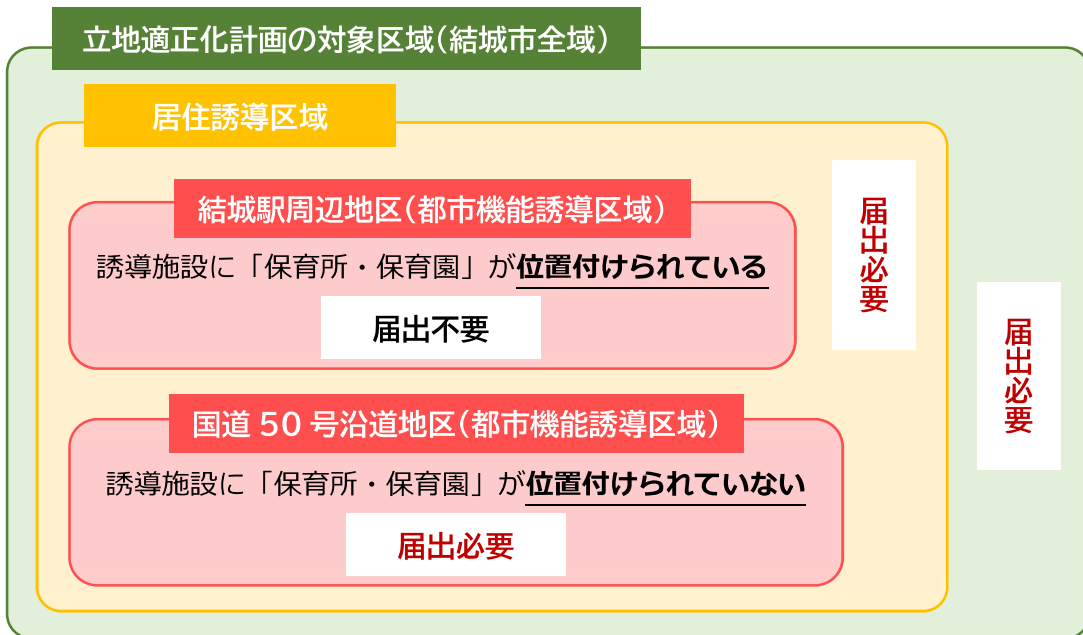 立地適正化計画の対象区域（結城市全域）
居住誘導区域
結城駅周辺地区（都市機能誘導区域）
誘導施設に「保育所・保育園」が位置付けられている
届出不要
国道50号沿道地区（都市機能誘導区域）
誘導施設に「保育所・保育園」が位置付けられていない
届出必要
届出必要
届出必要